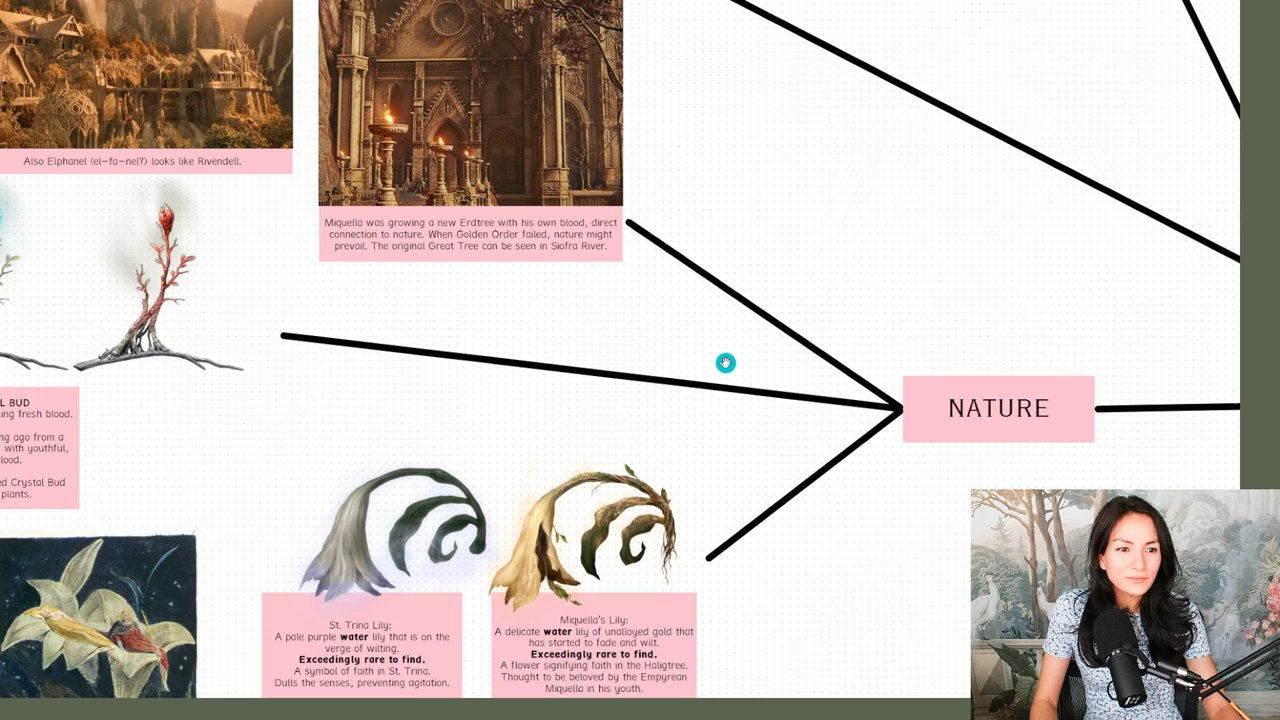 Also Elphanel (el-fa-nel?) looks like Rivendell.
Miquella was growing a new Erdtree with his own blood, direct
connection to nature. When Golden Order failed, nature might
prevail. The original Great Tree can be seen in Siofra River.
NATURE
L BUD
ing fresh blood.
ng ago from a
with youthful,
lood.
ed Crystal Bud
plants.
St. Trina Lily:
A pale purple water lily that is on the
verge of wilting.
Exceedingly rare to find.
A symbol of faith in St. Trina.
Dulls the senses, preventing agitation.
Miquella's Lily:
A delicate water lily of unalloyed gold that
has started to fade and wilt.
Exceedingly rare to find.
A flower signifying faith in the Haligtree.
Thought to be beloved by the Empyrean
Miquella in his youth.